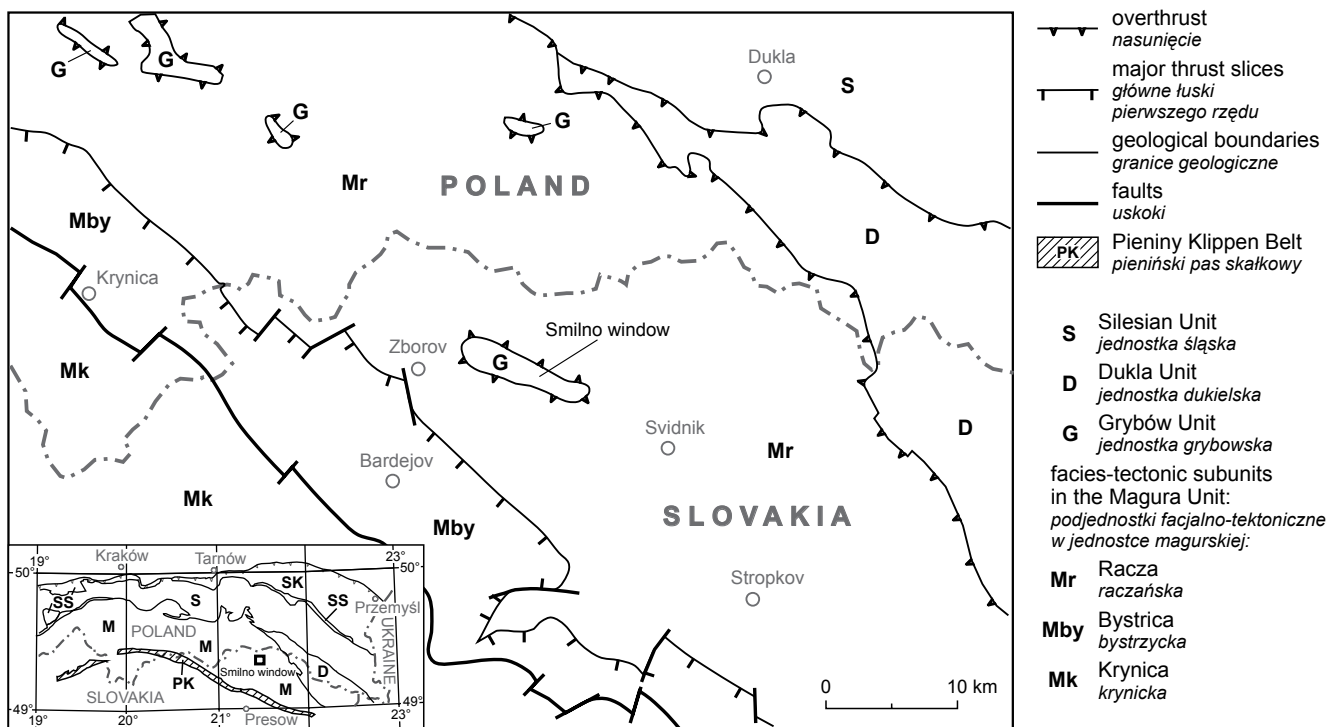 G
G
G
G
Dukla
S
Mr
POLAND
Mby
D
Krynica
Smilno window
Zborov
G
Mk
Svidnik
Mr
D
Bardejov
Mk
SLOVAKIA
Mby
Stropkov
0
10 km
19°
Kraków
Tarnów
23°
50°
50°
SK
SS
S
SS
Przemyśl
M
POLAND
M
UKRAINE
Smilno window
D
PK
SLOVAKIA
M
49°
49°
20°
21°
Presow
22°
23°
overthrust
nasunięcie
major thrust slices
główne łuski
pierwszego rzędu
geological boundaries
granice geologiczne
faults
uskoki
PK
Pieniny Klippen Belt
pieniński pas skałkowy
S
Silesian Unit
jednostka śląska
D
Dukla Unit
jednostka dukielska
G
Grybów Unit
jednostka grybowska
facies-tectonic subunits
in the Magura Unit:
podjednostki facjalno-tektoniczne
w jednostce magurskiej:
Mr
Racza
raczańska
Mby
Bystrica
bystrzycka
Mk
Krynica
krynicka